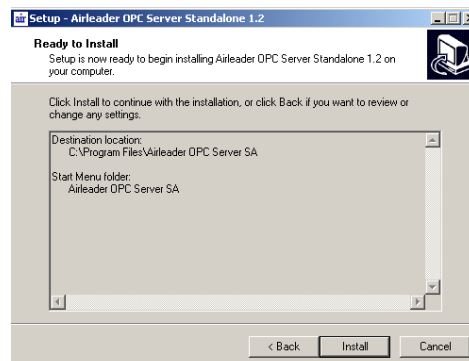 air Setup - Airleader OPC Server Standalone 1.2
Ready to Install
Setup is now ready to begin installing Airleader OPC Server Standalone 1.2 on
your computer.
Click Install to continue with the installation, or click Back if you want to review or
change any settings.
Destination location:
C:\Program Files\Airleader OPC Server SA
Start Menu folder:
Airleader OPC Server SA
< Back Install Cancel